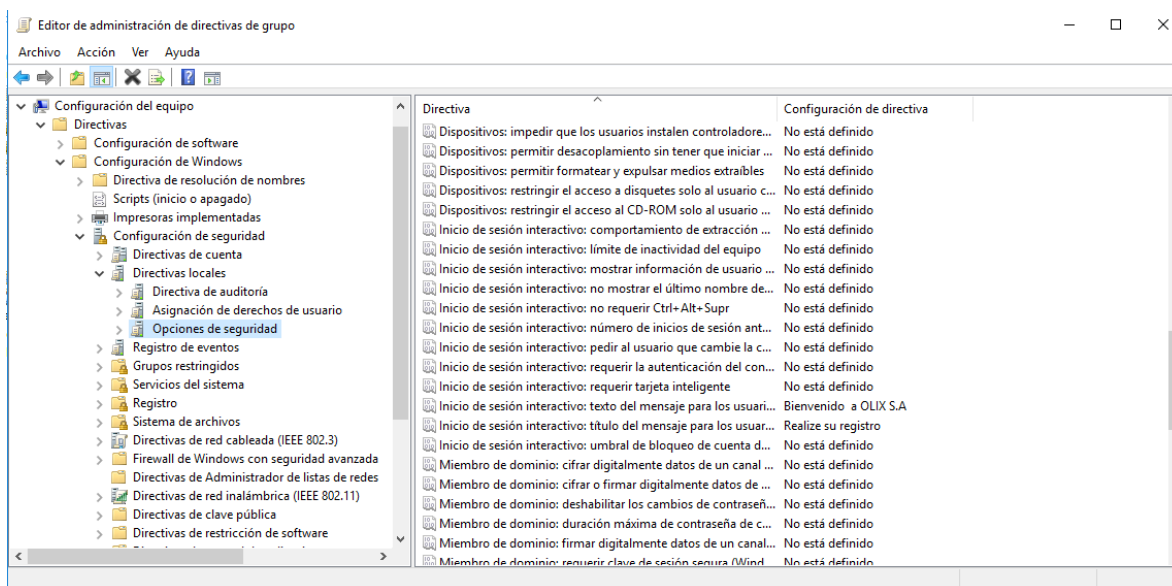 Editor de administración de directivas de grupo
Archivo Acción Ver Ayuda
Configuración del equipo
Directivas
Configuración de software
Configuración de Windows
Directiva de resolución de nombres
Scripts (inicio o apagado)
Impresoras implementadas
Configuración de seguridad
Directivas de cuenta
Directivas locales
Directiva de auditoría
Asignación de derechos de usuario
Opciones de seguridad
Registro de eventos
Grupos restringidos
Servicios del sistema
Registro
Sistema de archivos
Directivas de red cableada (IEEE 802.3)
Firewall de Windows con seguridad avanzada
Directivas de Administrador de listas de redes
Directivas de red inalámbrica (IEEE 802.11)
Directivas de clave pública
Directivas de restricción de software
Directiva Configuración de directiva
Dispositivos: impedir que los usuarios instalen controladore... No está definido
Dispositivos: permitir desacoplamiento sin tener que iniciar ... No está definido
Dispositivos: permitir formatear y expulsar medios extraíbles No está definido
Dispositivos: restringir el acceso a disquetes solo al usuario c... No está definido
Dispositivos: restringir el acceso al CD-ROM solo al usuario ... No está definido
Inicio de sesión interactivo: comportamiento de extracción ... No está definido
Inicio de sesión interactivo: límite de inactividad del equipo No está definido
Inicio de sesión interactivo: mostrar información de usuario ... No está definido
Inicio de sesión interactivo: no mostrar el último nombre de... No está definido
Inicio de sesión interactivo: no requerir Ctrl+Alt+Supr No está definido
Inicio de sesión interactivo: número de inicios de sesión ant... No está definido
Inicio de sesión interactivo: pedir al usuario que cambie la c... No está definido
Inicio de sesión interactivo: requerir la autenticación del con... No está definido
Inicio de sesión interactivo: requerir tarjeta inteligente No está definido
Inicio de sesión interactivo: texto del mensaje para los usuari... Bienvenido a OLIX S.A
Inicio de sesión interactivo: título del mensaje para los usuar... Realize su registro
Inicio de sesión interactivo: umbral de bloqueo de cuenta d... No está definido
Miembro de dominio: cifrar digitalmente datos de un canal ... No está definido
Miembro de dominio: cifrar o firmar digitalmente datos de ... No está definido
Miembro de dominio: deshabilitar los cambios de contraseñ... No está definido
Miembro de dominio: duración máxima de contraseña de c... No está definido
Miembro de dominio: firmar digitalmente datos de un canal... No está definido
Miembro de dominio: requerir clave de sesión segura (Wind... No está definido